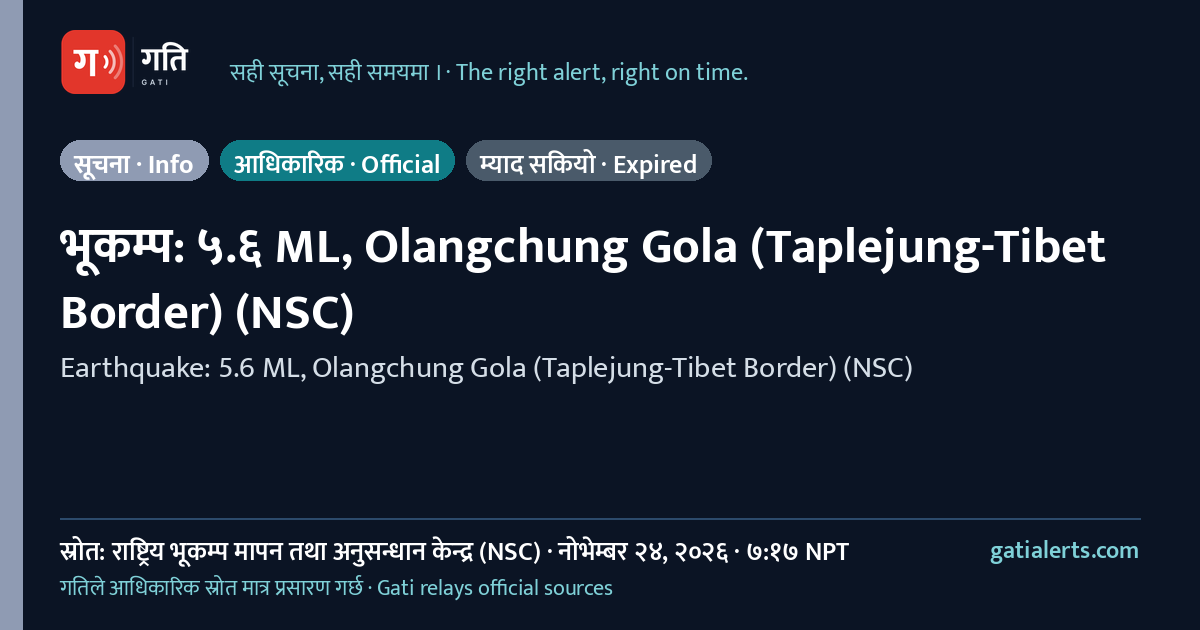 ग गति
GATI
सही सूचना, सही समयमा । · The right alert, right on time.
सूचना · Info आधिकारिक · Official म्याद सकियो · Expired
भूकम्प: ५.६ ML, Olangchung Gola (Taplejung-Tibet
Border) (NSC)
Earthquake: 5.6 ML, Olangchung Gola (Taplejung-Tibet Border) (NSC)
स्रोत: राष्ट्रिय भूकम्प मापन तथा अनुसन्धान केन्द्र (NSC) · नोभेम्बर २४, २०२६ · ७:१७ NPT gatialerts.com
गतिले आधिकारिक स्रोत मात्र प्रसारण गर्छ · Gati relays official sources